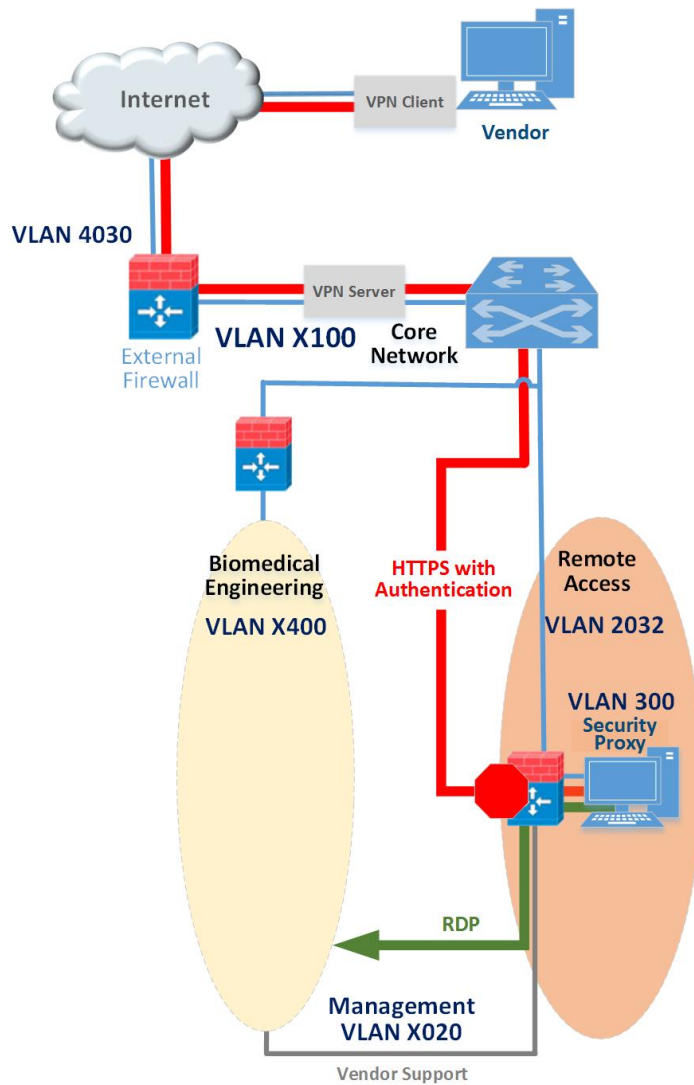 Internet
VPN Client
Vendor
VLAN 4030
VPN Server
VLAN X100
Core
Network
External
Firewall
Biomedical
Engineering
VLAN X400
HTTPS with
Authentication
Remote
Access
VLAN 2032
VLAN 300
Security
Proxy
RDP
Management
VLAN X020
Vendor Support